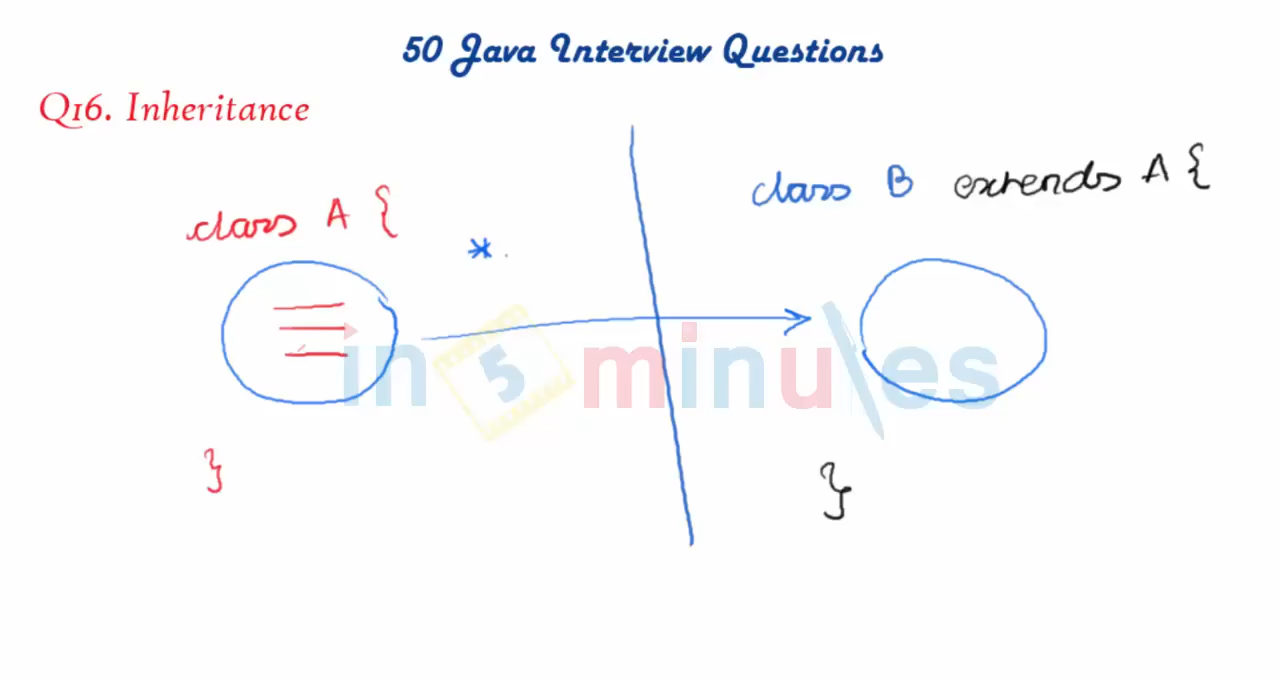 50 Java Interview Questions
Q16. Inheritance
class A {
}
*.
class B extends A {
}
in 5 minutes